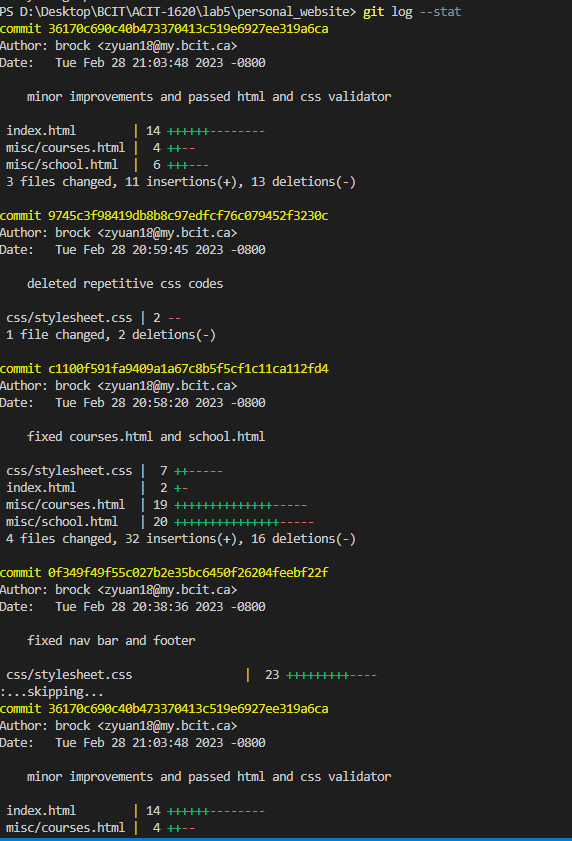 PS D:\Desktop\BCIT\ACIT-1620\lab5\personal_website> git log --stat
commit 36170c690c40b473370413c519e6927ee319a6ca
Author: brock <zyuan18@my.bcit.ca>
Date:   Tue Feb 28 21:03:48 2023 -0800
    minor improvements and passed html and css validator
 index.html        | 14 ++++++--------
 misc/courses.html |  4 ++--
 misc/school.html  |  6 +++---
 3 files changed, 11 insertions(+), 13 deletions(-)
commit 9745c3f98419db8b8c97edfcf76c079452f3230c
Author: brock <zyuan18@my.bcit.ca>
Date:   Tue Feb 28 20:59:45 2023 -0800
    deleted repetitive css codes
 css/stylesheet.css | 2 --
 1 file changed, 2 deletions(-)
commit c1100f591fa9409a1a67c8b5f5cf1c11ca112fd4
Author: brock <zyuan18@my.bcit.ca>
Date:   Tue Feb 28 20:58:20 2023 -0800
    fixed courses.html and school.html
 css/stylesheet.css |  7 ++-----
 index.html         |  2 +-
 misc/courses.html  | 19 ++++++++++++++-----
 misc/school.html   | 20 +++++++++++++++-----
 4 files changed, 32 insertions(+), 16 deletions(-)
commit 0f349f49f55c027b2e35bc6450f26204feebf22f
Author: brock <zyuan18@my.bcit.ca>
Date:   Tue Feb 28 20:38:36 2023 -0800
    fixed nav bar and footer
 css/stylesheet.css                |  23 +++++++++----
:...skipping...
commit 36170c690c40b473370413c519e6927ee319a6ca
Author: brock <zyuan18@my.bcit.ca>
Date:   Tue Feb 28 21:03:48 2023 -0800
    minor improvements and passed html and css validator
 index.html        | 14 ++++++--------
 misc/courses.html |  4 ++--